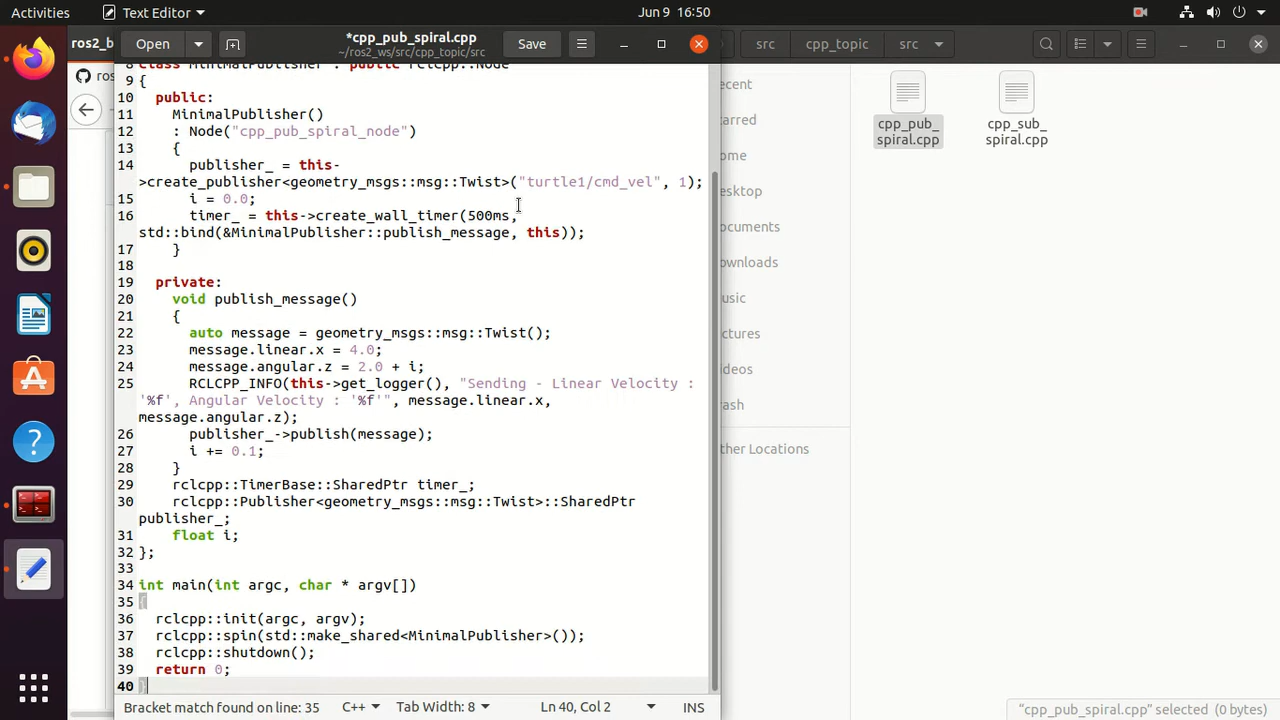 Activities
Text Editor
Jun 9 16:50
ros2_b
Open
*cpp_pub_spiral.cpp
~/ros2_ws/src/cpp_topic/src
Save
src
cpp_topic
src
ros
8 class MinimalPublisher : public rclcpp::Node
9 {
10 public:
11 MinimalPublisher()
12 : Node("cpp_pub_spiral_node")
13 {
14 publisher_ = this-
>create_publisher<geometry_msgs::msg::Twist>("turtle1/cmd_vel", 1);
15 i = 0.0;
16 timer_ = this->create_wall_timer(500ms,
std::bind(&MinimalPublisher::publish_message, this));
17 }
18
19 private:
20 void publish_message()
21 {
22 auto message = geometry_msgs::msg::Twist();
23 message.linear.x = 4.0;
24 message.angular.z = 2.0 + i;
25 RCLCPP_INFO(this->get_logger(), "Sending - Linear Velocity :
'%f', Angular Velocity : '%f'", message.linear.x,
message.angular.z);
26 publisher_->publish(message);
27 i += 0.1;
28 }
29 rclcpp::TimerBase::SharedPtr timer_;
30 rclcpp::Publisher<geometry_msgs::msg::Twist>::SharedPtr
publisher_;
31 float i;
32 };
33
34 int main(int argc, char * argv[])
35 {
36 rclcpp::init(argc, argv);
37 rclcpp::spin(std::make_shared<MinimalPublisher>());
38 rclcpp::shutdown();
39 return 0;
40 }
Bracket match found on line: 35
C++
Tab Width: 8
Ln 40, Col 2
INS
ecent
arred
ome
esktop
ocuments
ownloads
usic
ctures
deos
ash
ther Locations
cpp_pub_
spiral.cpp
cpp_sub_
spiral.cpp
"cpp_pub_spiral.cpp" selected (0 bytes)